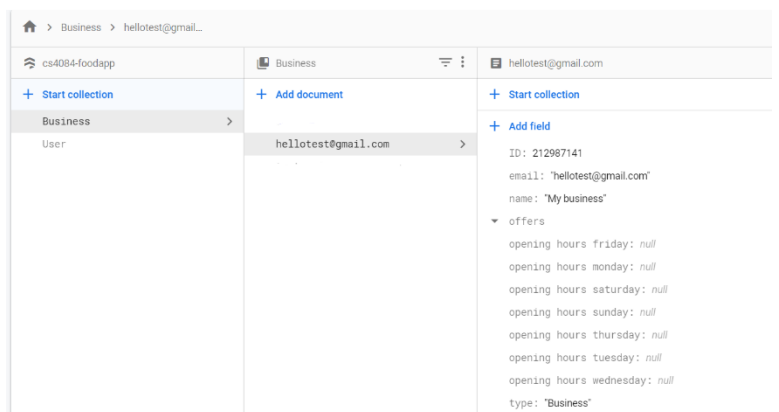 Business > hellotest@gmail...
cs4084-foodapp
+ Start collection
Business >
User
Business
+ Add document
hellotest@gmail.com >
hellotest@gmail.com
+ Start collection
+ Add field
ID: 212987141
email: "hellotest@gmail.com"
name: "My business"
offers
opening hours friday: null
opening hours monday: null
opening hours saturday: null
opening hours sunday: null
opening hours thursday: null
opening hours tuesday: null
opening hours wednesday: null
type: "Business"